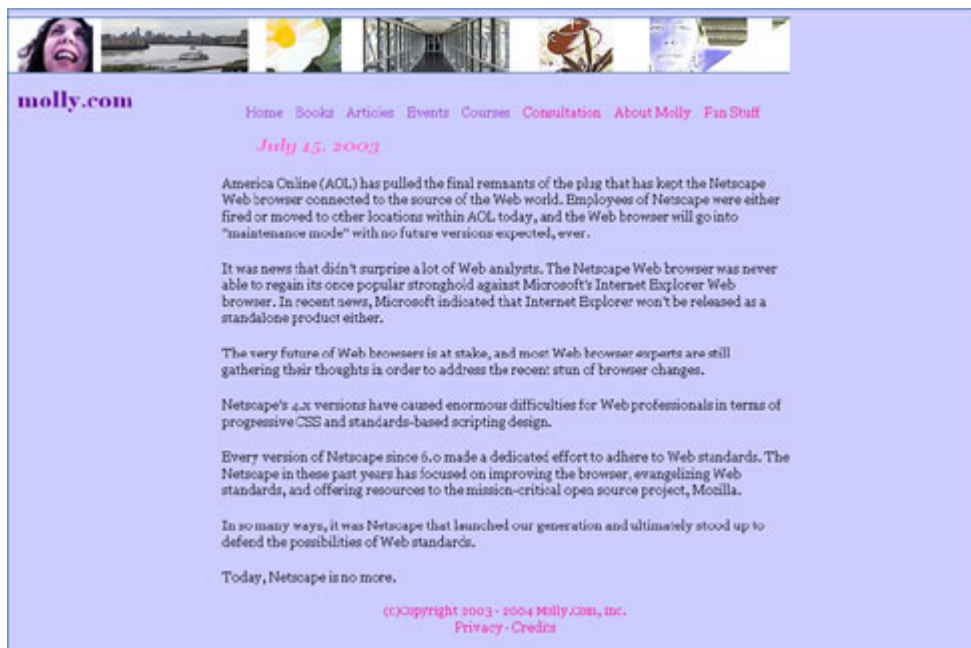 molly.com
Home Books Articles Events Courses Consultation About Molly Fun Stuff
July 15, 2003
America Online (AOL) has pulled the final remnants of the plug that has kept the Netscape
Web browser connected to the source of the Web world. Employees of Netscape were either
fired or moved to other locations within AOL today, and the Web browser will go into
"maintenance mode" with no future versions expected, ever.
It was news that didn't surprise a lot of Web analysts. The Netscape Web browser was never
able to regain its once popular stronghold against Microsoft's Internet Explorer Web
browser. In recent news, Microsoft indicated that Internet Explorer won't be released as a
standalone product either.
The very future of Web browsers is at stake, and most Web browser experts are still
gathering their thoughts in order to address the recent stun of browser changes.
Netscape's 4.x versions have caused enormous difficulties for Web professionals in terms of
progressive CSS and standards-based scripting design.
Every version of Netscape since 6.0 made a dedicated effort to adhere to Web standards. The
Netscape in these past years has focused on improving the browser, evangelizing Web
standards, and offering resources to the mission-critical open source project, Mozilla.
In so many ways, it was Netscape that launched our generation and ultimately stood up to
defend the possibilities of Web standards.
Today, Netscape is no more.
(c)Copyright 2003 - 2004 Molly.Com, Inc.
Privacy - Credits